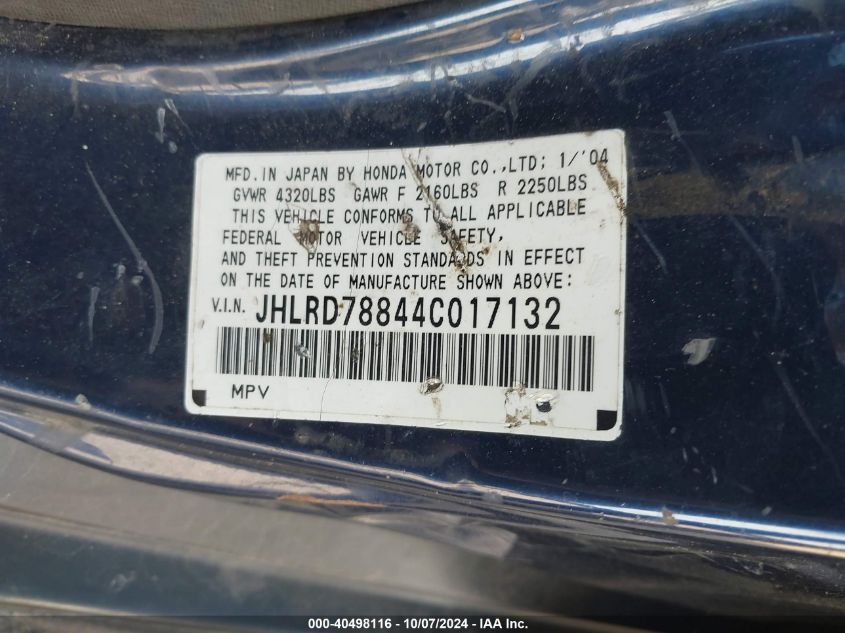 MFD. IN JAPAN BY HONDA MOTOR CO.,LTD: 1/'04
GVWR 4320LBS GAWR F 2160LBS R 2250LBS
THIS VEHICLE CONFORMS TO ALL APPLICABLE
FEDERAL MOTOR VEHICLE SAFETY,
AND THEFT PREVENTION STANDARDS IN EFFECT
ON THE DATE OF MANUFACTURE SHOWN ABOVE:
V.I.N. JHLRD78844C017132
MPV
000-40498116 - 10/07/2024 - IAA Inc.